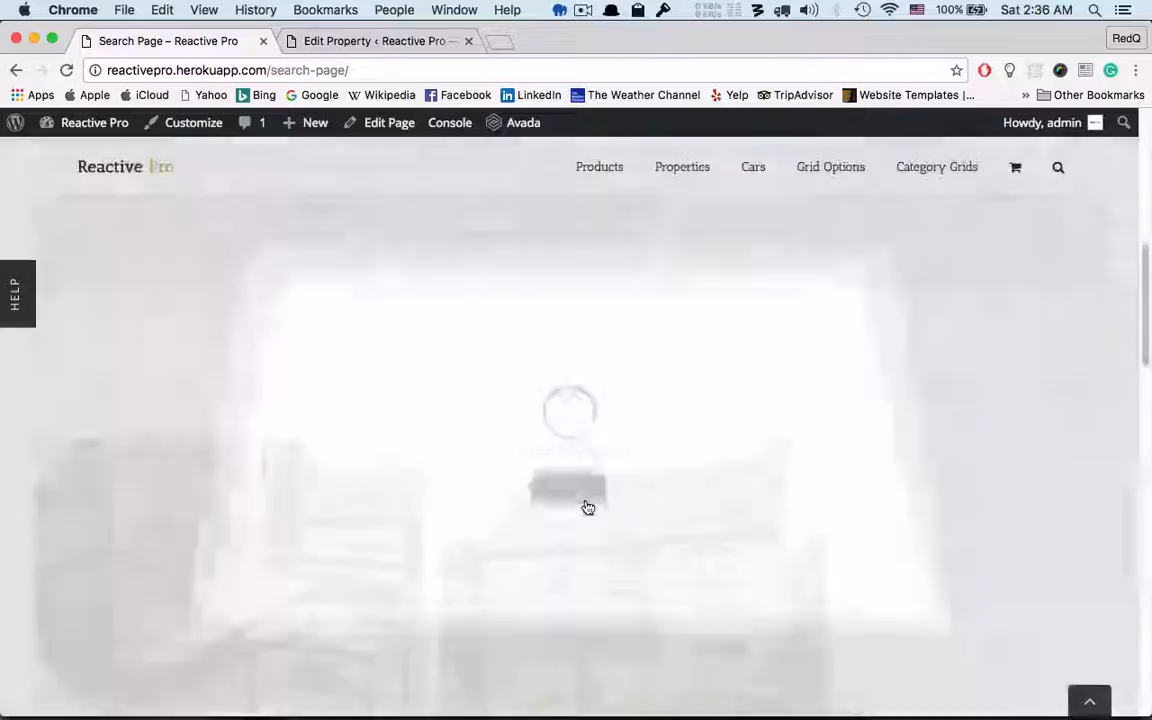 Chrome File Edit View History Bookmarks People Window Help 100% Sat 2:36 AM
Search Page – Reactive Pro Edit Property ‹ Reactive Pro — RedQ
reactivepro.herokuapp.com/search-page/
Apps Apple iCloud Yahoo Bing Google Wikipedia Facebook LinkedIn The Weather Channel Yelp TripAdvisor Website Templates |... » Other Bookmarks
Reactive Pro Customize 1 New Edit Page Console Avada Howdy, admin
Reactive Pro Products Properties Cars Grid Options Category Grids
HELP